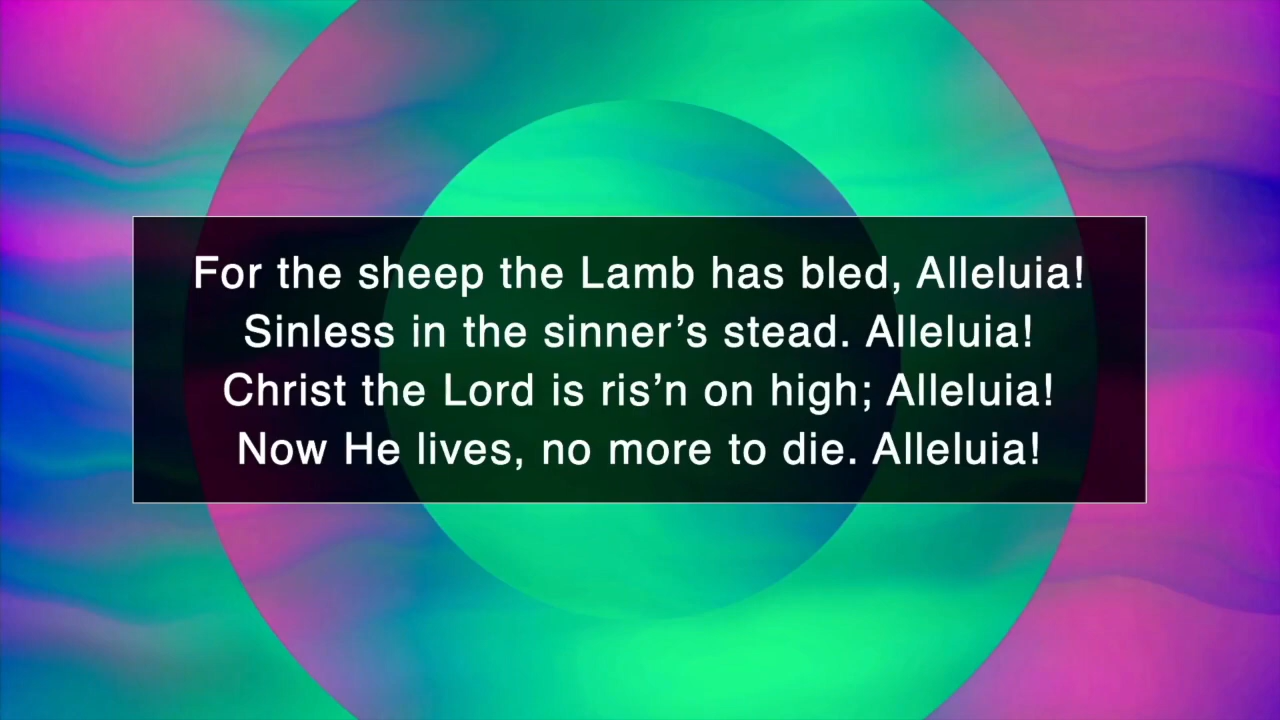 For the sheep the Lamb has bled, Alleluia!
Sinless in the sinner’s stead. Alleluia!
Christ the Lord is ris’n on high; Alleluia!
Now He lives, no more to die. Alleluia!